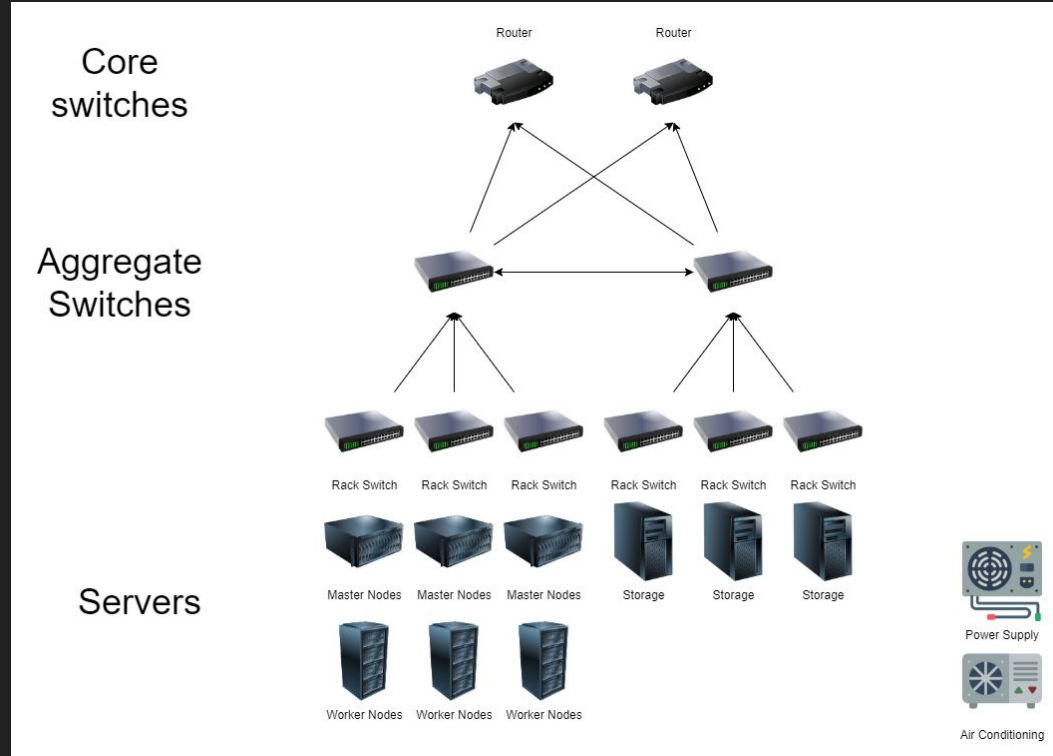 Router
Router
Core
switches
Aggregate
Switches
Rack Switch
Rack Switch
Rack Switch
Rack Switch
Rack Switch
Rack Switch
Servers
Master Nodes
Master Nodes
Master Nodes
Storage
Storage
Storage
Worker Nodes
Worker Nodes
Worker Nodes
Power Supply
Air Conditioning